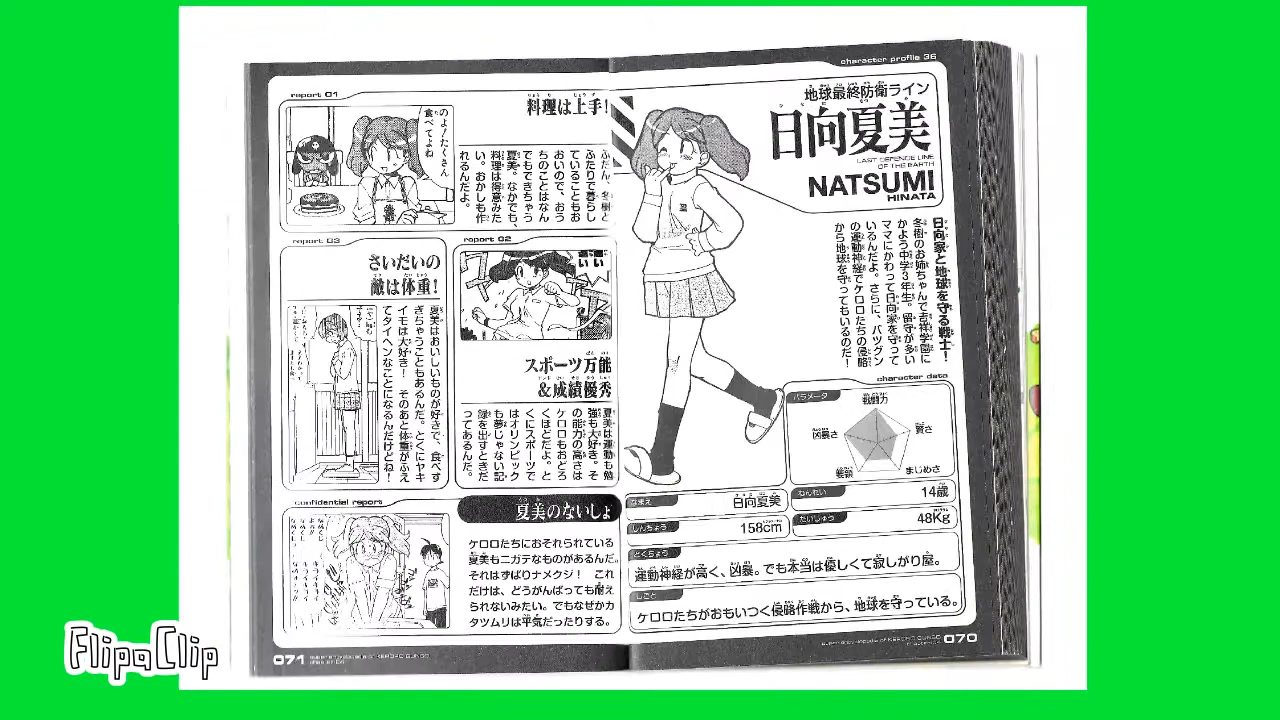 character profile 36
地球最終防衛ライン
日向夏美
LAST DEFENCE LINE
OF THE EARTH
NATSUMI
HINATA
日向家と地球を守る戦士!
冬樹のお姉ちゃんで吉祥学園に
かよう中学3年生。留守が多い
ママにかわって日向家を守って
いるんだよ。さらに、バツグン
の運動神経でケロロたちの侵略
から地球を守ってもいるのだ!
character data
パラメータ
戦闘力
賢さ
まじめさ
凶暴さ
なまえ
日向夏美
ねんれい
14歳
しんちょう
158cm
たいじゅう
48Kg
とくちょう
運動神経が高く、凶暴。でも本当は優しくて寂しがり屋。
しごと
ケロロたちがおもいつく侵略作戦から、地球を守っている。
070
report 01
料理は上手!
のよ!たくさん
食べてよね
ふだん、冬樹と
ふたりで暮らし
ていることもお
おいので、おう
ちのことはなん
でもできちゃう
夏美。なかでも、
料理は得意みた
い。おかしも作
れるんだよ。
report 02
スポーツ万能
&成績優秀
夏美は運動も勉
強も大好き。そ
の能力の高さは
ケロロもおどろ
くほどだよ。と
くにスポーツで
はオリンピック
も夢じゃない記
録を出すときだ
ってあるんだ。
report 03
さいだいの
敵は体重!
夏美はおいしいものが好きで、食べす
ぎちゃうこともあるんだ。とくにヤキ
イモは大好き! そのあと体重がふえ
てタイヘンなことになるんだけどね!
confidential report
夏美のないしょ
ケロロたちにおそれられている
夏美もニガテなものがあるんだ。
それはずばりナメクジ! これ
だけは、どうがんばっても耐え
られないみたい。でもなぜかカ
タツムリは平気だったりする。
071
FlipaClip